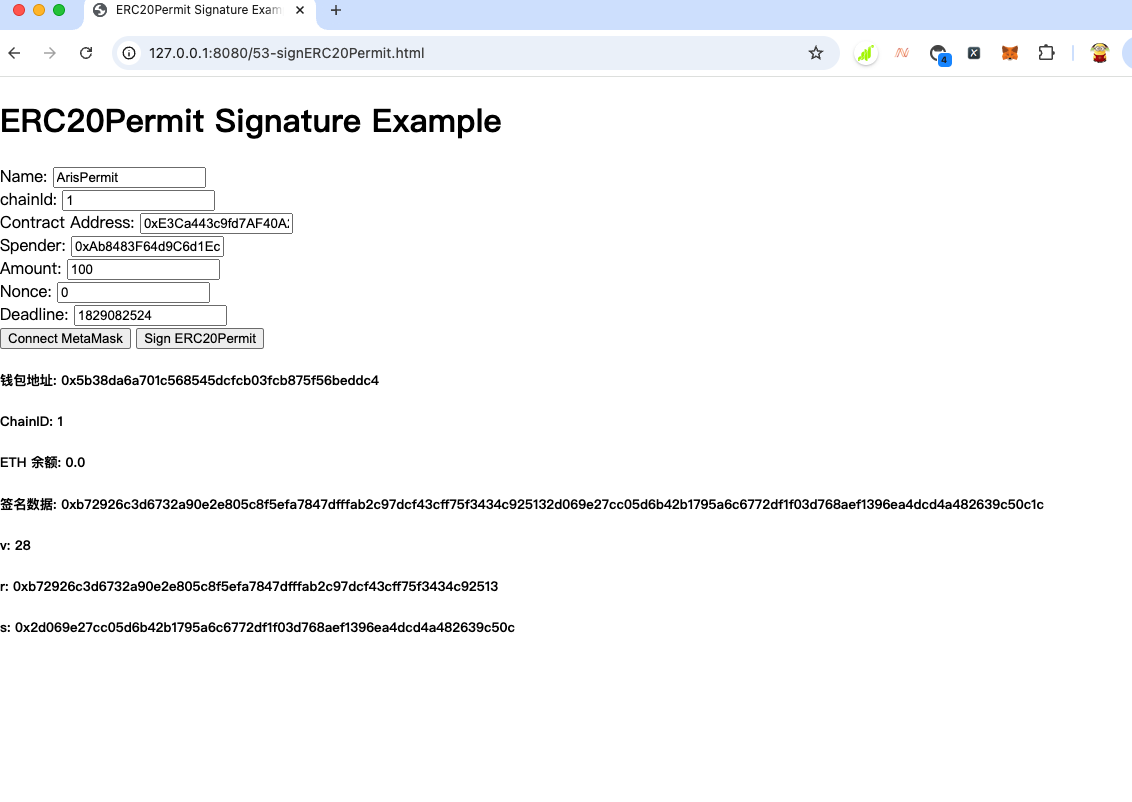 ERC20Permit Signature Exam
127.0.0.1:8080/53-signERC20Permit.html
4
ERC20Permit Signature Example
Name: ArisPermit
chainId: 1
Contract Address: 0xE3Ca443c9fd7AF40A
Spender: 0xAb8483F64d9C6d1Ec
Amount: 100
Nonce: 0
Deadline: 1829082524
Connect MetaMask Sign ERC20Permit
钱包地址: 0x5b38da6a701c568545dcfcb03fcb875f56beddc4
ChainID: 1
ETH 余额: 0.0
签名数据: 0xb72926c3d6732a90e2e805c8f5efa7847dfffab2c97dcf43cff75f3434c925132d069e27cc05d6b42b1795a6c6772df1f03d768aef1396ea4dcd4a482639c50c1c
v: 28
r: 0xb72926c3d6732a90e2e805c8f5efa7847dfffab2c97dcf43cff75f3434c92513
s: 0x2d069e27cc05d6b42b1795a6c6772df1f03d768aef1396ea4dcd4a482639c50c